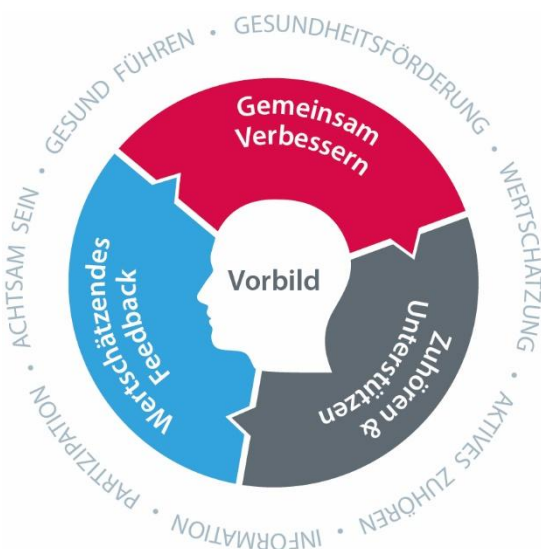 GESUND FÜHREN • GESUNDHEITSFÖRDERUNG • WERTSCHÄTZUNG • AKTIVES ZUHÖREN • INFORMATION • PARTIZIPATION • ACHTSAM SEIN •
Gemeinsam
Verbessern
Zuhören &
Unterstützen
Wertschätzendes
Feedback
Vorbild